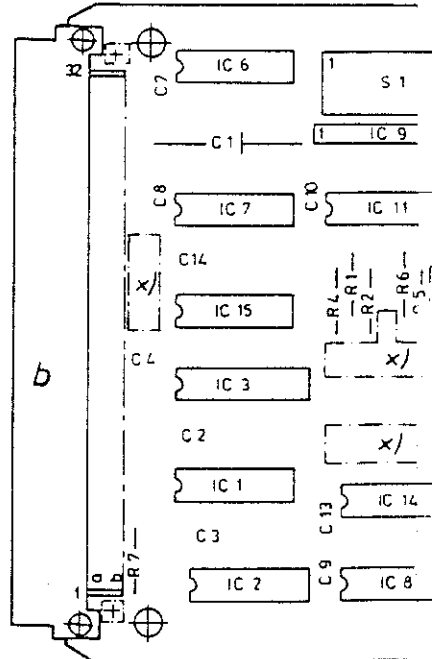 32
C 7
IC 6
1
S 1
C 1
1
IC 9
C 8
IC 7
C 10
IC 11
C 14
x)
IC 15
R 4
R 1
R 2
R 6
5
x)
C 4
b
IC 3
C 2
x)
IC 1
C 13
IC 14
C 3
R 7
a b
1
IC 2
C 9
IC 8